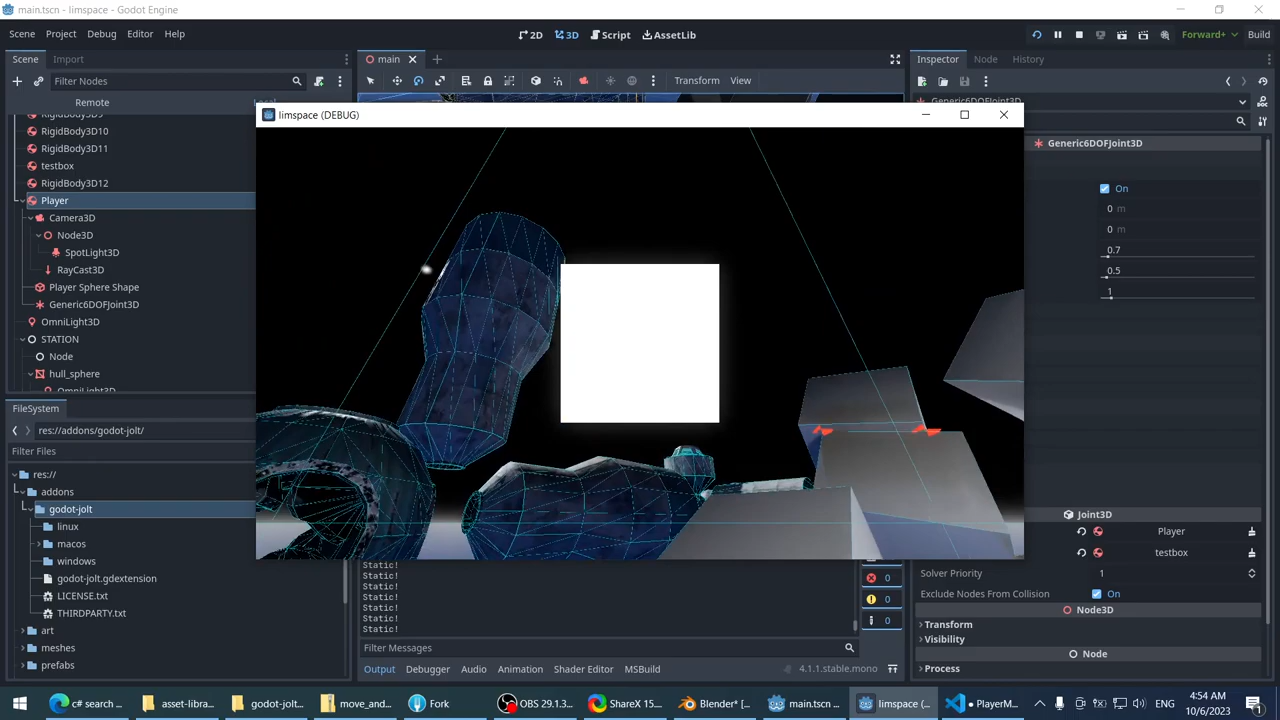 main.tscn - limspace - Godot Engine
Scene Project Debug Editor Help
2D 3D Script AssetLib
Forward+ Build
Scene Import
main
Inspector Node History
Filter Nodes
Transform View
Remote
Generic6DOFJoint3D
limspace (DEBUG)
RigidBody3D9
RigidBody3D10
RigidBody3D11
testbox
RigidBody3D12
Player
Camera3D
Node3D
SpotLight3D
RayCast3D
Player Sphere Shape
Generic6DOFJoint3D
OmniLight3D
STATION
Node
hull_sphere
OmniLight3D
Generic6DOFJoint3D
On
0 m
0 m
0.7
0.5
1
FileSystem
res://addons/godot-jolt/
Filter Files
res://
addons
godot-jolt
linux
macos
windows
godot-jolt.gdextension
LICENSE.txt
THIRDPARTY.txt
art
meshes
prefabs
Static!
Static!
Static!
Static!
Static!
Static!
Static!
0
0
0
Filter Messages
Output Debugger Audio Animation Shader Editor MSBuild 4.1.1.stable.mono
Joint3D
Player
testbox
Solver Priority 1
Exclude Nodes From Collision On
Node3D
Transform
Visibility
Node
Process
c# search ...
asset-libra...
godot-jolt...
move_and...
Fork
OBS 29.1.3...
ShareX 15....
Blender* [...
main.tscn ...
limspace (...
● PlayerM...
ENG
4:54 AM
10/6/2023
1